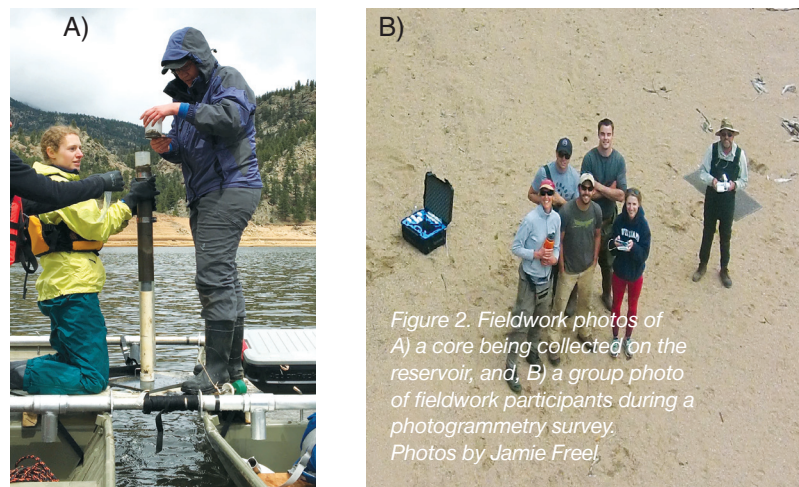 A)
B)
Figure 2. Fieldwork photos of
A) a core being collected on the
reservoir, and, B) a group photo
of fieldwork participants during a
photogrammetry survey.
Photos by Jamie Freel